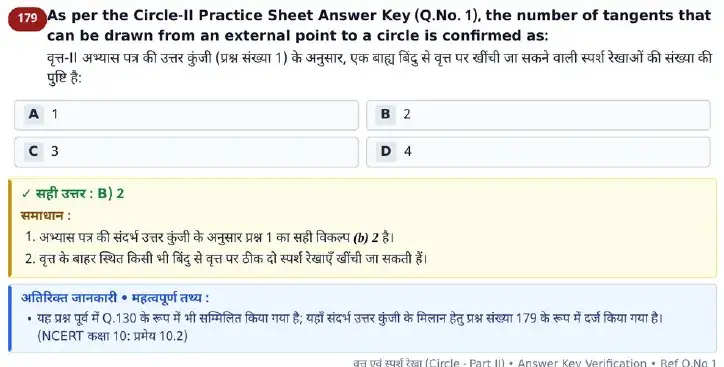 179 As per the Circle-II Practice Sheet Answer Key (Q.No. 1), the number of tangents that
can be drawn from an external point to a circle is confirmed as:
वृत्त-II अभ्यास पत्र की उत्तर कुंजी (प्रश्न संख्या 1) के अनुसार, एक बाह्य बिंदु से वृत्त पर खींची जा सकने वाली स्पर्श रेखाओं की संख्या की
पुष्टि है:
A 1
B 2
C 3
D 4
✓ सही उत्तर : B) 2
समाधान :
1. अभ्यास पत्र की संदर्भ उत्तर कुंजी के अनुसार प्रश्न 1 का सही विकल्प (b) 2 है।
2. वृत्त के बाहर स्थित किसी भी बिंदु से वृत्त पर ठीक दो स्पर्श रेखाएँ खींची जा सकती हैं।
अतिरिक्त जानकारी • महत्वपूर्ण तथ्य :
• यह प्रश्न पूर्व में Q.130 के रूप में भी सम्मिलित किया गया है; यहाँ संदर्भ उत्तर कुंजी के मिलान हेतु प्रश्न संख्या 179 के रूप में दर्ज किया गया है।
(NCERT कक्षा 10: प्रमेय 10.2)
वृत्त एवं स्पर्श रेखा (Circle - Part II) • Answer Key Verification • Ref Q.No 1